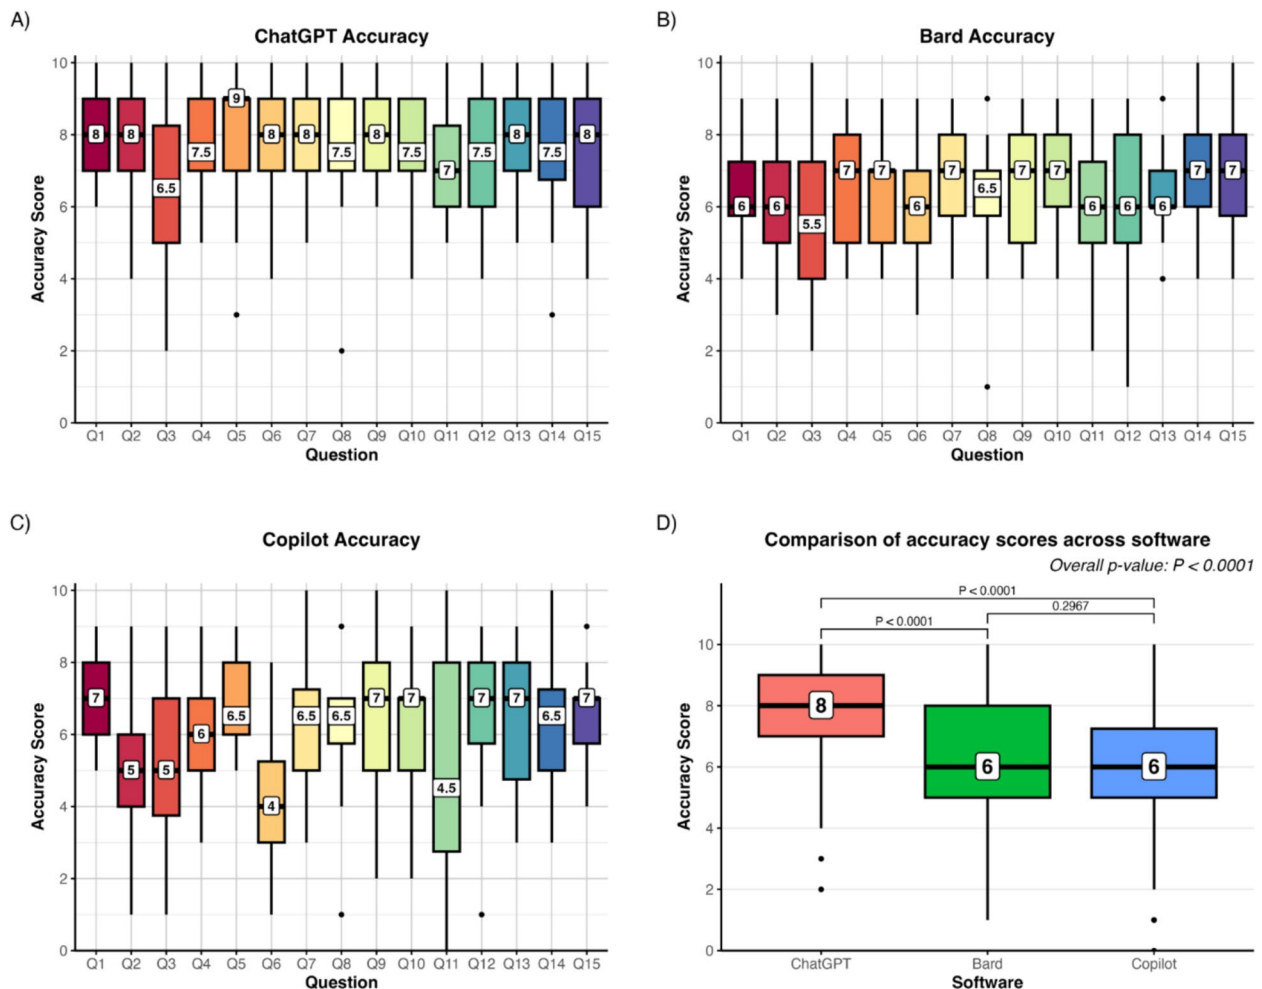 A)
ChatGPT Accuracy
Accuracy Score
10
8
6
4
2
0
8 8 6.5 7.5 9 8 8 7.5 8 7.5 7 7.5 8 7.5 8
Q1 Q2 Q3 Q4 Q5 Q6 Q7 Q8 Q9 Q10 Q11 Q12 Q13 Q14 Q15
Question
B)
Bard Accuracy
Accuracy Score
10
8
6
4
2
0
6 6 5.5 7 7 6 7 6.5 7 7 6 6 6 7 7
Q1 Q2 Q3 Q4 Q5 Q6 Q7 Q8 Q9 Q10 Q11 Q12 Q13 Q14 Q15
Question
C)
Copilot Accuracy
Accuracy Score
10
8
6
4
2
0
7 5 5 6 6.5 4 6.5 6.5 7 7 4.5 7 7 6.5 7
Q1 Q2 Q3 Q4 Q5 Q6 Q7 Q8 Q9 Q10 Q11 Q12 Q13 Q14 Q15
Question
D)
Comparison of accuracy scores across software
Overall p-value: P < 0.0001
P < 0.0001
0.2967
P < 0.0001
Accuracy Score
10
8
6
4
2
0
8 6 6
ChatGPT Bard Copilot
Software